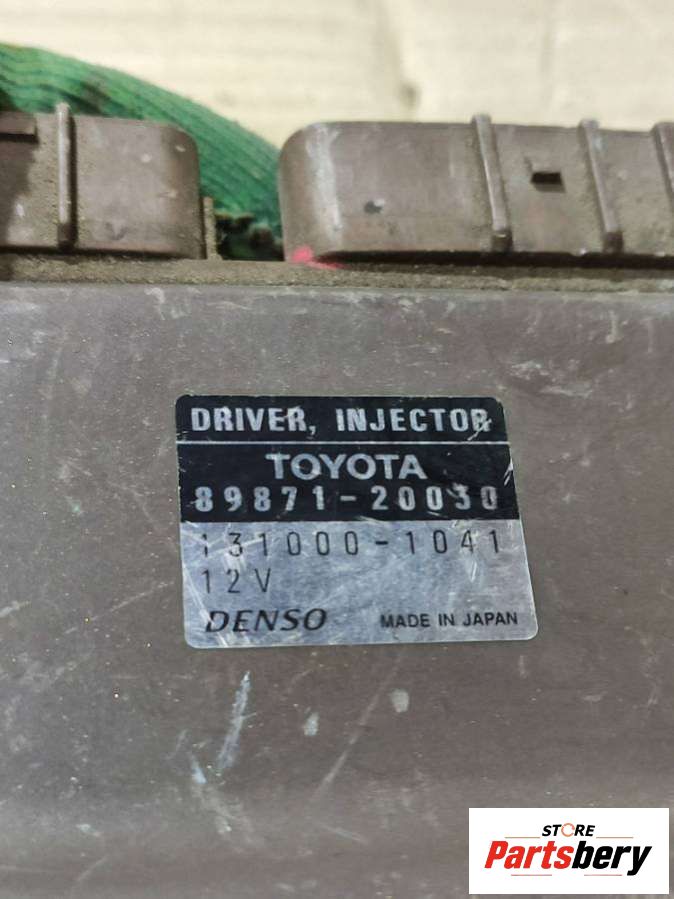 DRIVER, INJECTOR
TOYOTA
89871-20030
131000-1041
12V
DENSO MADE IN JAPAN
STORE
Partsbery